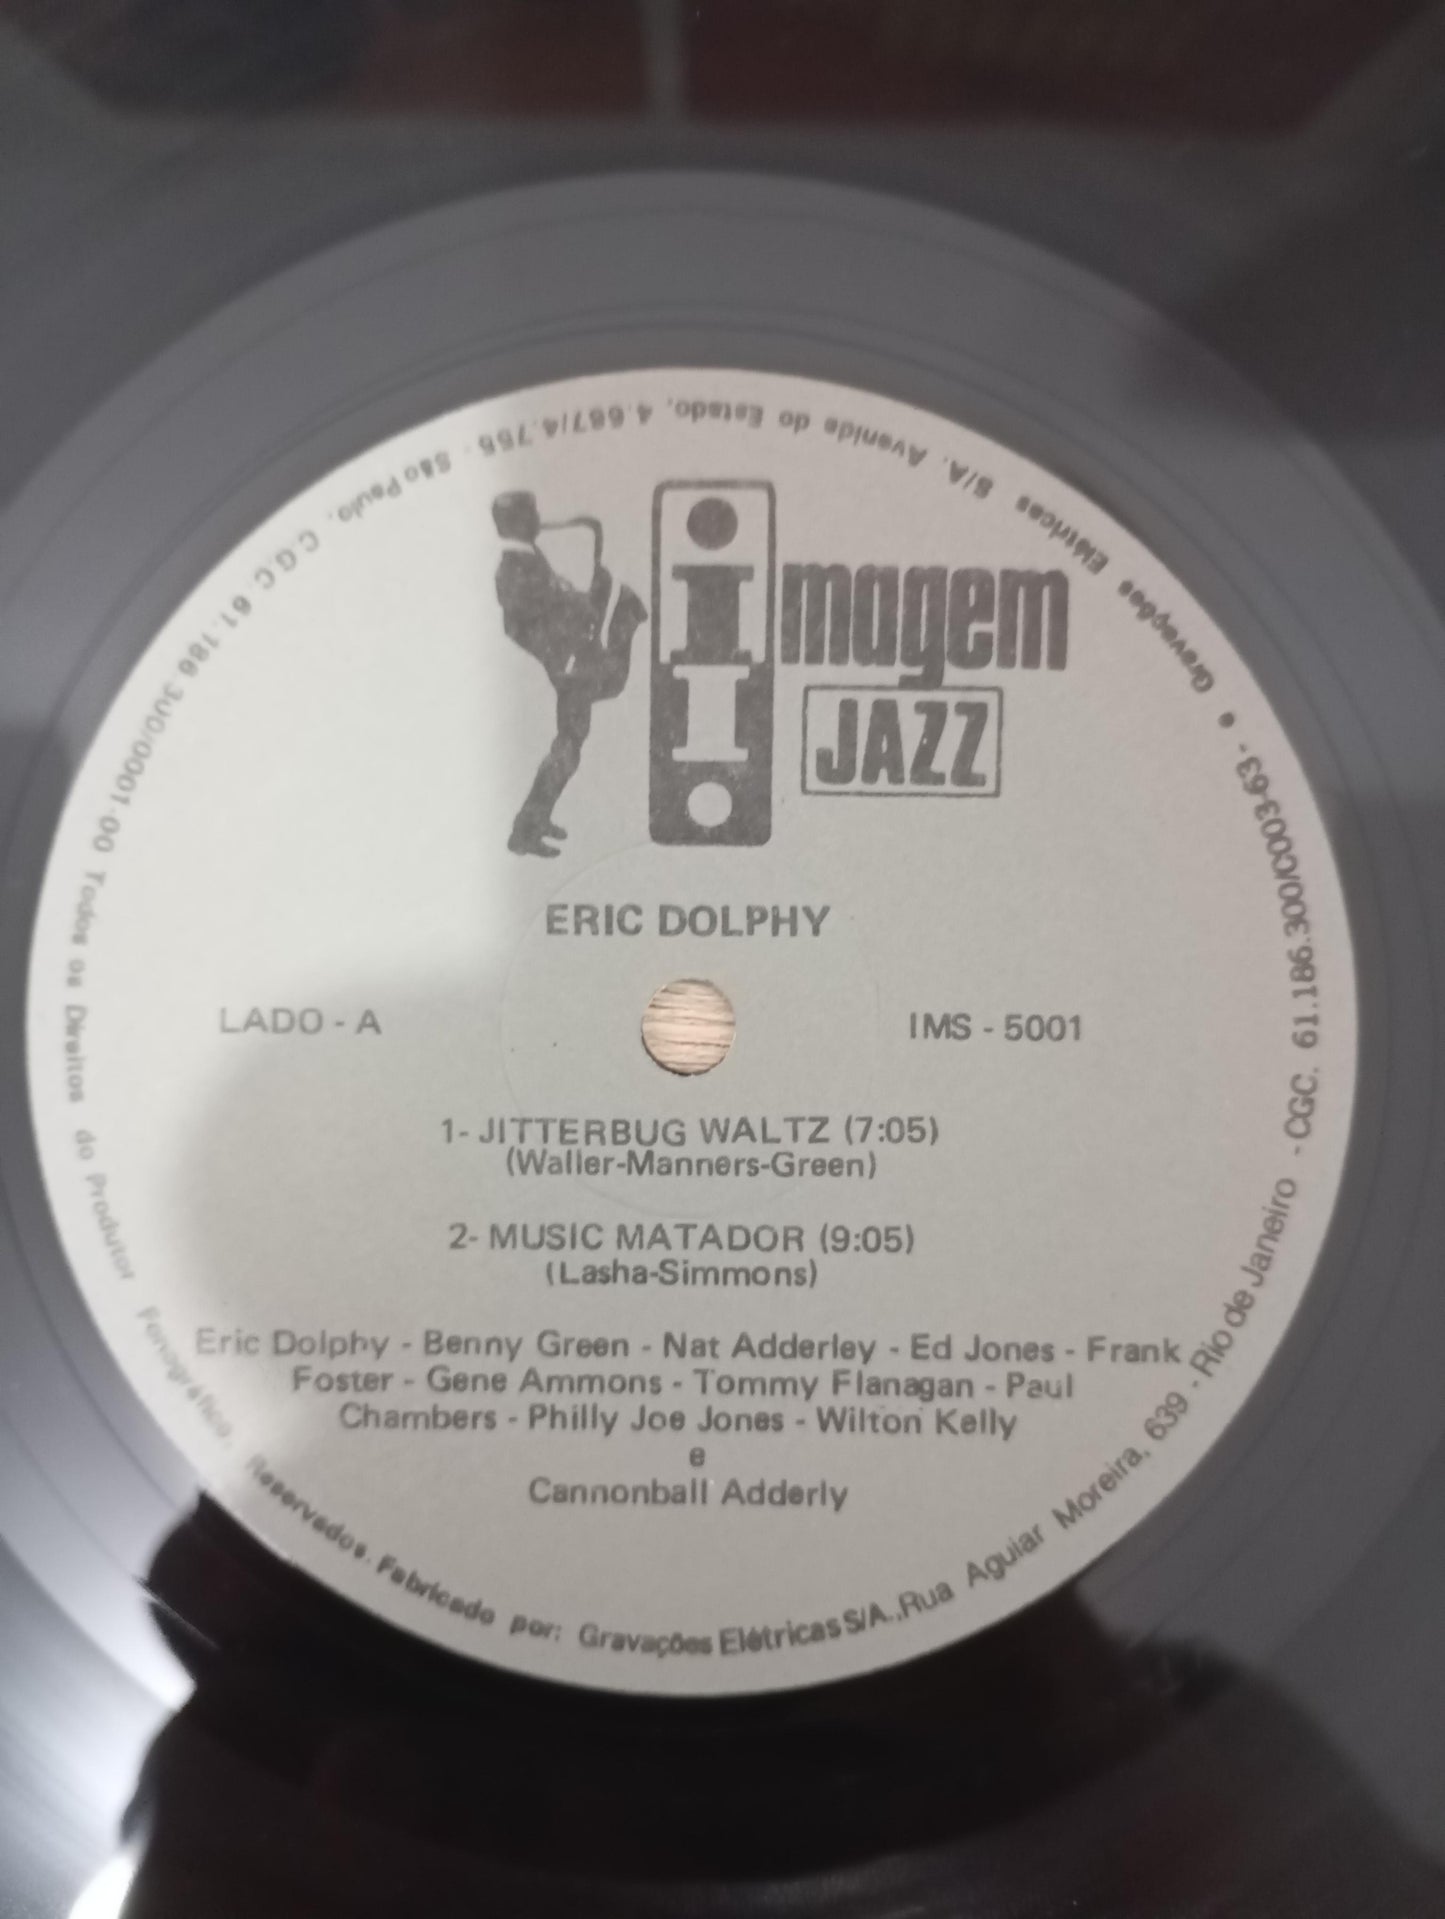 imagem
JAZZ
ERIC DOLPHY
LADO - A
IMS - 5001
1- JITTERBUG WALTZ (7:05)
(Waller-Manners-Green)
2- MUSIC MATADOR (9:05)
(Lasha-Simmons)
Eric Dolphy - Benny Green - Nat Adderley - Ed Jones - Frank
Foster - Gene Ammons - Tommy Flanagan - Paul
Chambers - Philly Joe Jones - Wilton Kelly
e
Cannonball Adderly
Todos os Direitos do Produtor Fonográfico, Reservados. Fabricado por: Gravações Elétricas S/A.,Rua Aguiar Moreira, 639 - Rio de Janeiro - CGC. 61.186.300/0003-63- e Gravações Elétricas S/A. Avenida do Estado, 4.667/4.756 - São Paulo, C.G.C. 61.186.300/0001-00